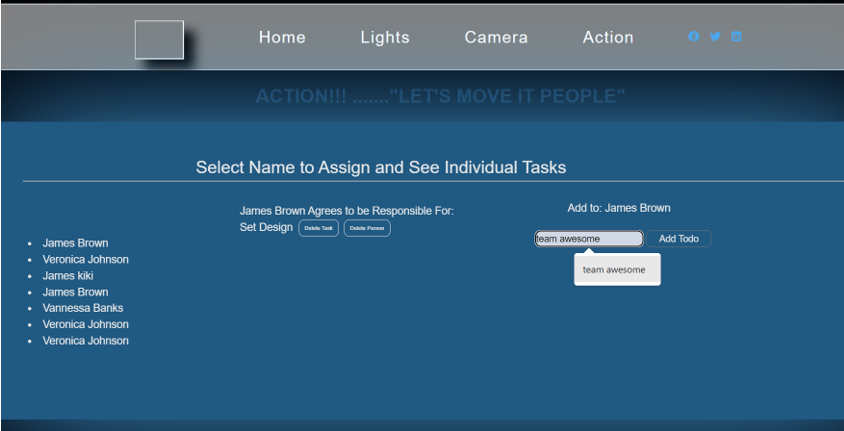 Home Lights Camera Action
ACTION!!! ......."LET'S MOVE IT PEOPLE"
Select Name to Assign and See Individual Tasks
James Brown
Veronica Johnson
James kiki
James Brown
Vannessa Banks
Veronica Johnson
Veronica Johnson
James Brown Agrees to be Responsible For:
Set Design Delete Task Delete Person
Add to: James Brown
team awesome Add Todo
team awesome